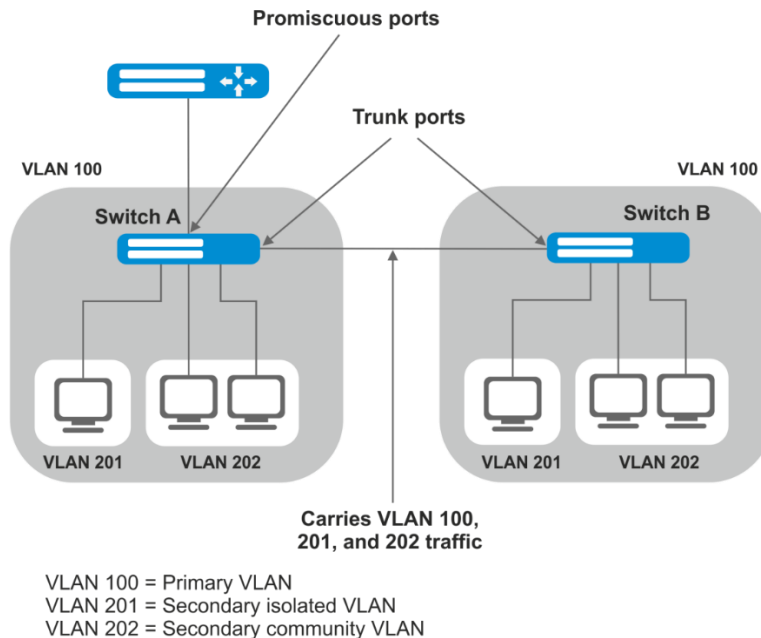 Promiscuous ports
Trunk ports
VLAN 100
VLAN 100
Switch A
Switch B
VLAN 201
VLAN 202
VLAN 201
VLAN 202
Carries VLAN 100,
201, and 202 traffic
VLAN 100 = Primary VLAN
VLAN 201 = Secondary isolated VLAN
VLAN 202 = Secondary community VLAN